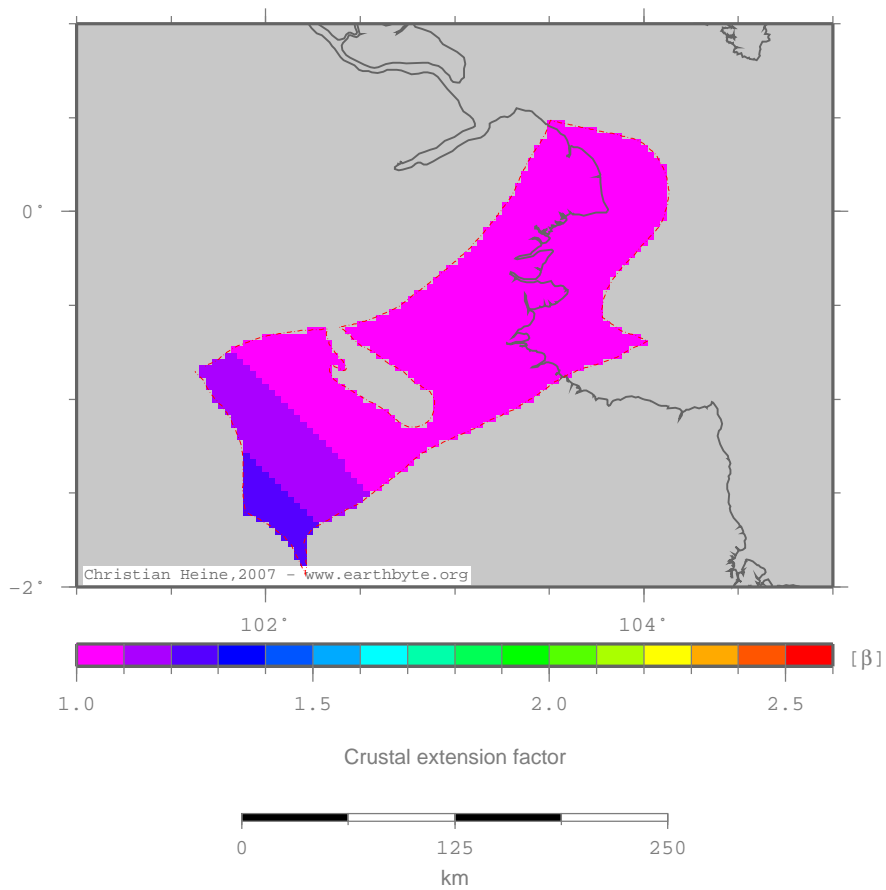 0°
-2°
Christian Heine,2007 - www.earthbyte.org
102° 104°
[β]
1.0 1.5 2.0 2.5
Crustal extension factor
0 125 250
km